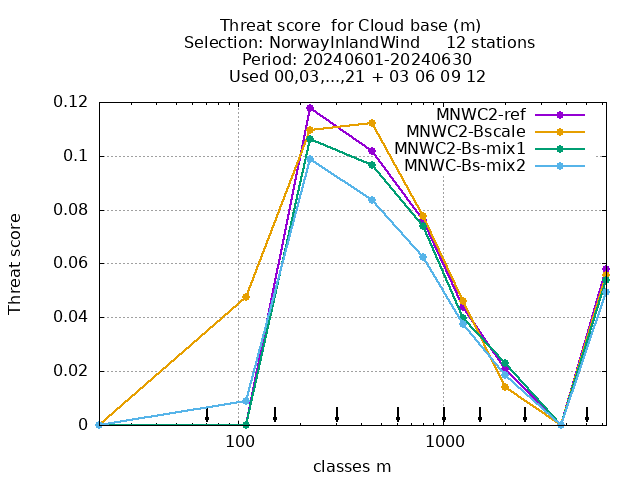 Threat score  for Cloud base (m)
Selection: NorwayInlandWind     12 stations
Period: 20240601-20240630
Used 00,03,...,21 + 03 06 09 12
MNWC2-ref
MNWC2-Bscale
MNWC2-Bs-mix1
MNWC-Bs-mix2
Threat score
0.12
0.1
0.08
0.06
0.04
0.02
0
100
1000
classes m